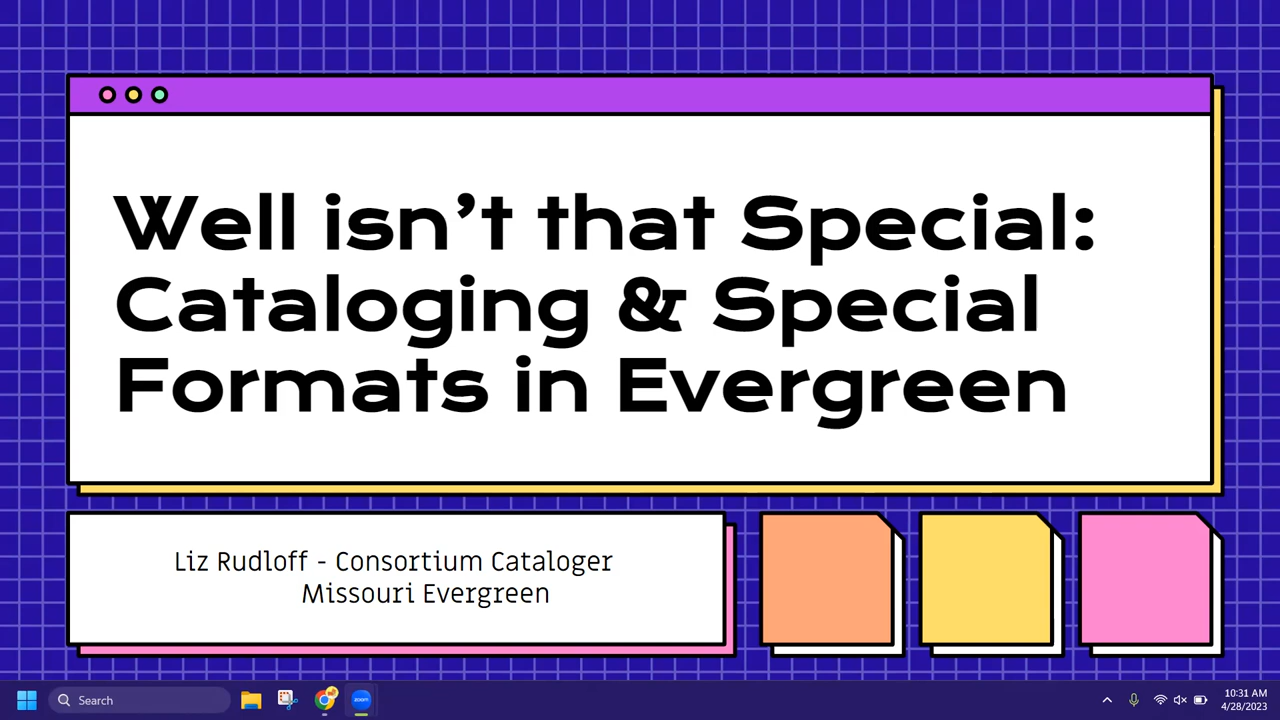 Well isn’t that Special:
Cataloging & Special
Formats in Evergreen
Liz Rudloff - Consortium Cataloger
Missouri Evergreen
Search
zoom
10:31 AM
4/28/2023